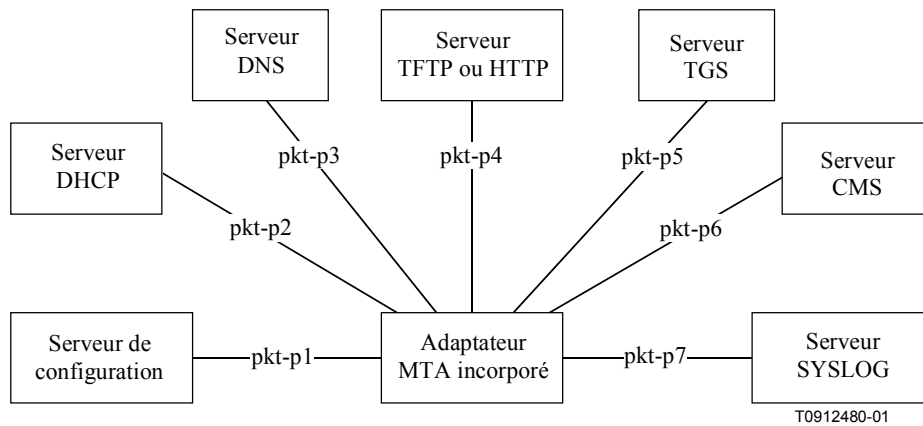 Serveur
DNS
Serveur
TFTP ou HTTP
Serveur
TGS
Serveur
DHCP
pkt-p3
pkt-p4
pkt-p5
Serveur
CMS
pkt-p2
pkt-p6
Serveur de
configuration
pkt-p1
Adaptateur
MTA incorporé
pkt-p7
Serveur
SYSLOG
T0912480-01